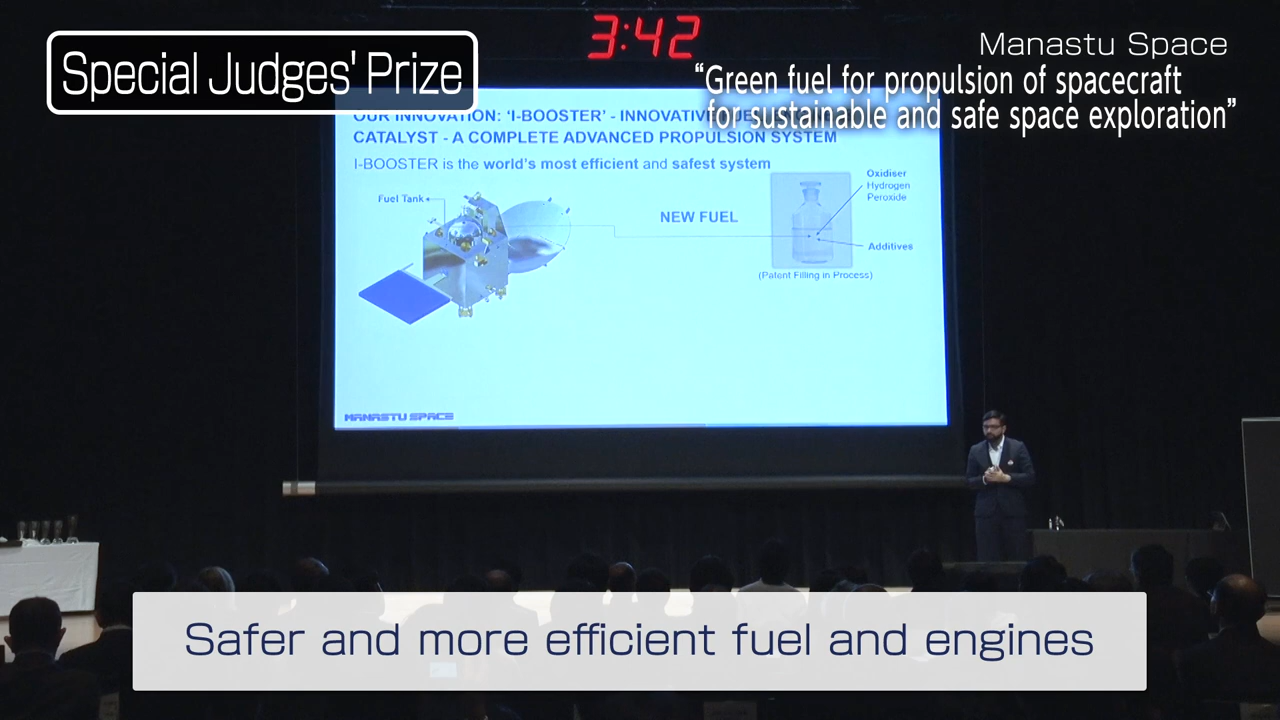 3:42
Special Judges' Prize
Manastu Space
“Green fuel for propulsion of spacecraft
for sustainable and safe space exploration”
OUR INNOVATION: ‘I-BOOSTER’ - INNOVATIVE
CATALYST - A COMPLETE ADVANCED PROPULSION SYSTEM
I-BOOSTER is the world's most efficient and safest system
Fuel Tank
NEW FUEL
Oxidiser
Hydrogen
Peroxide
Additives
(Patent Filling in Process)
MANASTU SPACE
Safer and more efficient fuel and engines